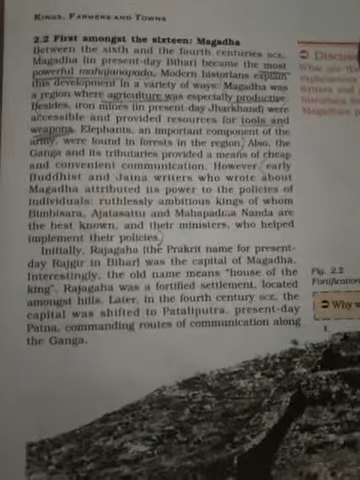 KINGS, FARMERS AND TOWNS
2.2 First amongst the sixteen: Magadha
Between the sixth and the fourth centuries BCE,
Magadha (in present-day Bihar) became the most
powerful mahajanapada. Modern historians explain
this development in a variety of ways: Magadha was
a region where agriculture was especially productive.
Besides, iron mines (in present-day Jharkhand) were
accessible and provided resources for tools and
weapons. Elephants, an important component of the
army, were found in forests in the region. Also, the
Ganga and its tributaries provided a means of cheap
and convenient communication. However, early
Buddhist and Jaina writers who wrote about
Magadha attributed its power to the policies of
individuals: ruthlessly ambitious kings of whom
Bimbisara, Ajatasattu and Mahapadma Nanda are
the best known, and their ministers, who helped
implement their policies.
Initially, Rajagaha (the Prakrit name for present-
day Rajgir in Bihar) was the capital of Magadha.
Interestingly, the old name means "house of the
king". Rajagaha was a fortified settlement, located
amongst hills. Later, in the fourth century BCE, the
capital was shifted to Pataliputra, present-day
Patna, commanding routes of communication along
the Ganga.
Discuss
What are the
Fig. 2.2
Fortification
Why w